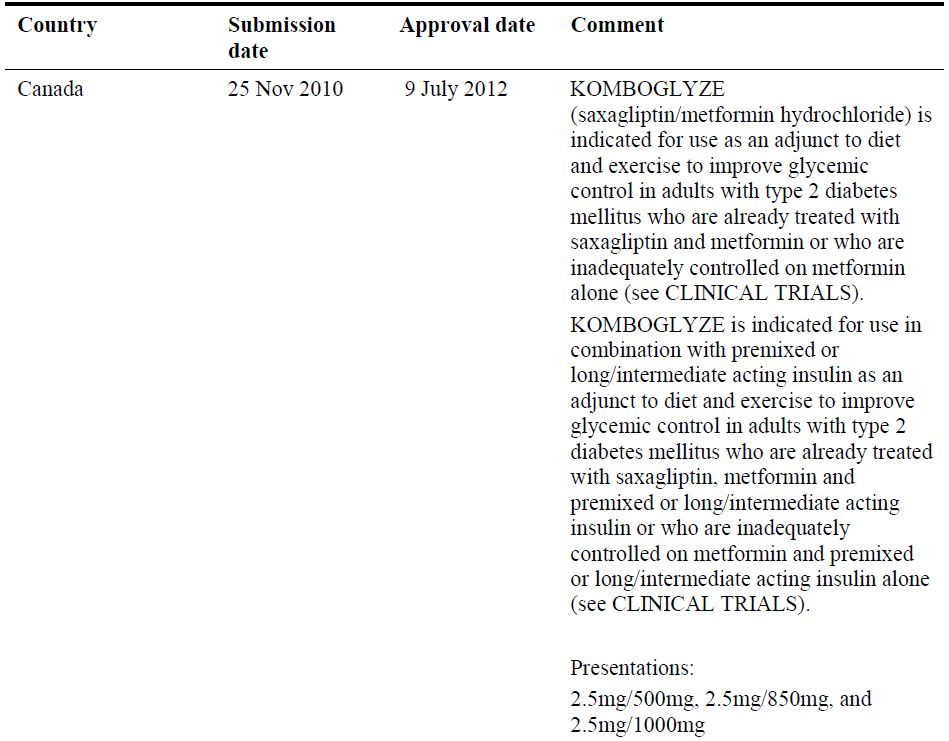 Country Submission date Approval date Comment
Canada 25 Nov 2010 9 July 2012 KOMBOGLYZE
(saxagliptin/metformin hydrochloride) is
indicated for use as an adjunct to diet
and exercise to improve glycemic
control in adults with type 2 diabetes
mellitus who are already treated with
saxagliptin and metformin or who are
inadequately controlled on metformin
alone (see CLINICAL TRIALS).
KOMBOGLYZE is indicated for use in
combination with premixed or
long/intermediate acting insulin as an
adjunct to diet and exercise to improve
glycemic control in adults with type 2
diabetes mellitus who are already treated
with saxagliptin, metformin and
premixed or long/intermediate acting
insulin or who are inadequately
controlled on metformin and premixed
or long/intermediate acting insulin alone
(see CLINICAL TRIALS).
Presentations:
2.5mg/500mg, 2.5mg/850mg, and
2.5mg/1000mg